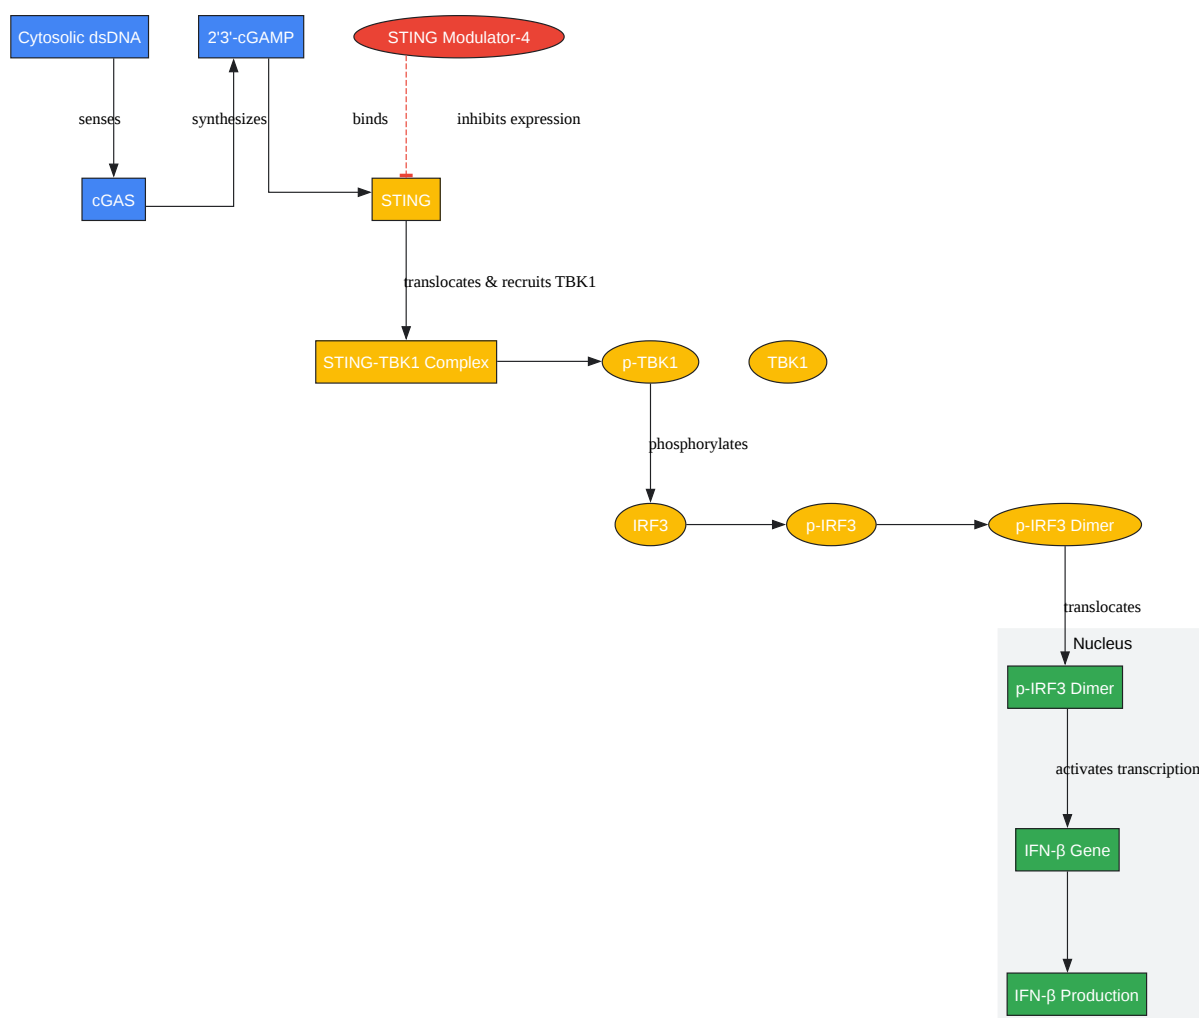 Cytosolic dsDNA
2'3'-cGAMP
STING Modulator-4
senses
synthesizes
binds
inhibits expression
cGAS
STING
translocates & recruits TBK1
STING-TBK1 Complex
p-TBK1
TBK1
phosphorylates
IRF3
p-IRF3
p-IRF3 Dimer
translocates
Nucleus
p-IRF3 Dimer
activates transcription
IFN-β Gene
IFN-β Production